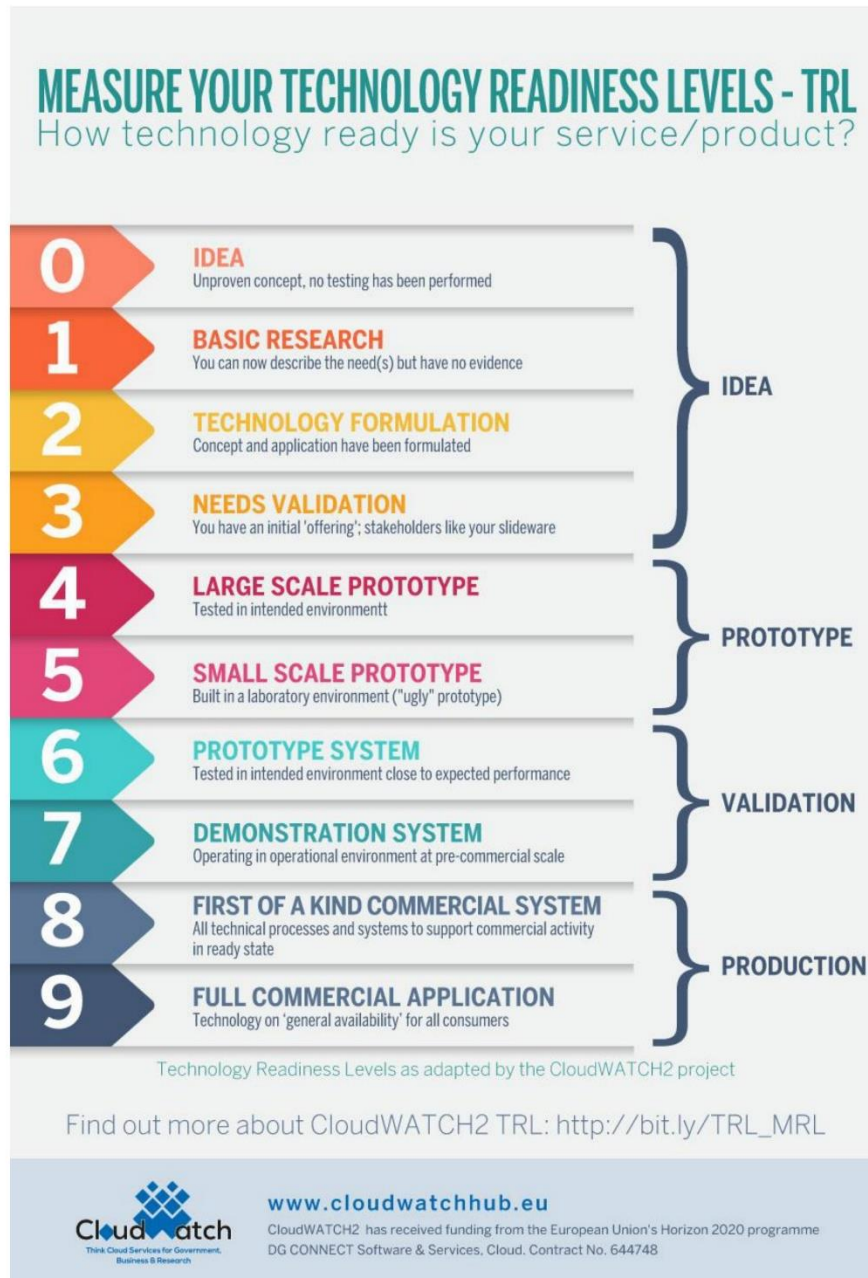 MEASURE YOUR TECHNOLOGY READINESS LEVELS - TRL
How technology ready is your service/product?
0
IDEA
Unproven concept, no testing has been performed
1
BASIC RESEARCH
You can now describe the need(s) but have no evidence
2
TECHNOLOGY FORMULATION
Concept and application have been formulated
3
NEEDS VALIDATION
You have an initial 'offering'; stakeholders like your slideware
IDEA
4
LARGE SCALE PROTOTYPE
Tested in intended environmentt
5
SMALL SCALE PROTOTYPE
Built in a laboratory environment ("ugly" prototype)
PROTOTYPE
6
PROTOTYPE SYSTEM
Tested in intended environment close to expected performance
7
DEMONSTRATION SYSTEM
Operating in operational environment at pre-commercial scale
VALIDATION
8
FIRST OF A KIND COMMERCIAL SYSTEM
All technical processes and systems to support commercial activity
in ready state
9
FULL COMMERCIAL APPLICATION
Technology on ‘general availability’ for all consumers
PRODUCTION
Technology Readiness Levels as adapted by the CloudWATCH2 project
Find out more about CloudWATCH2 TRL: http://bit.ly/TRL_MRL
CloudWatch
Think Cloud Services for Government,
Business & Research
www.cloudwatchhub.eu
CloudWATCH2 has received funding from the European Union's Horizon 2020 programme
DG CONNECT Software & Services, Cloud. Contract No. 644748